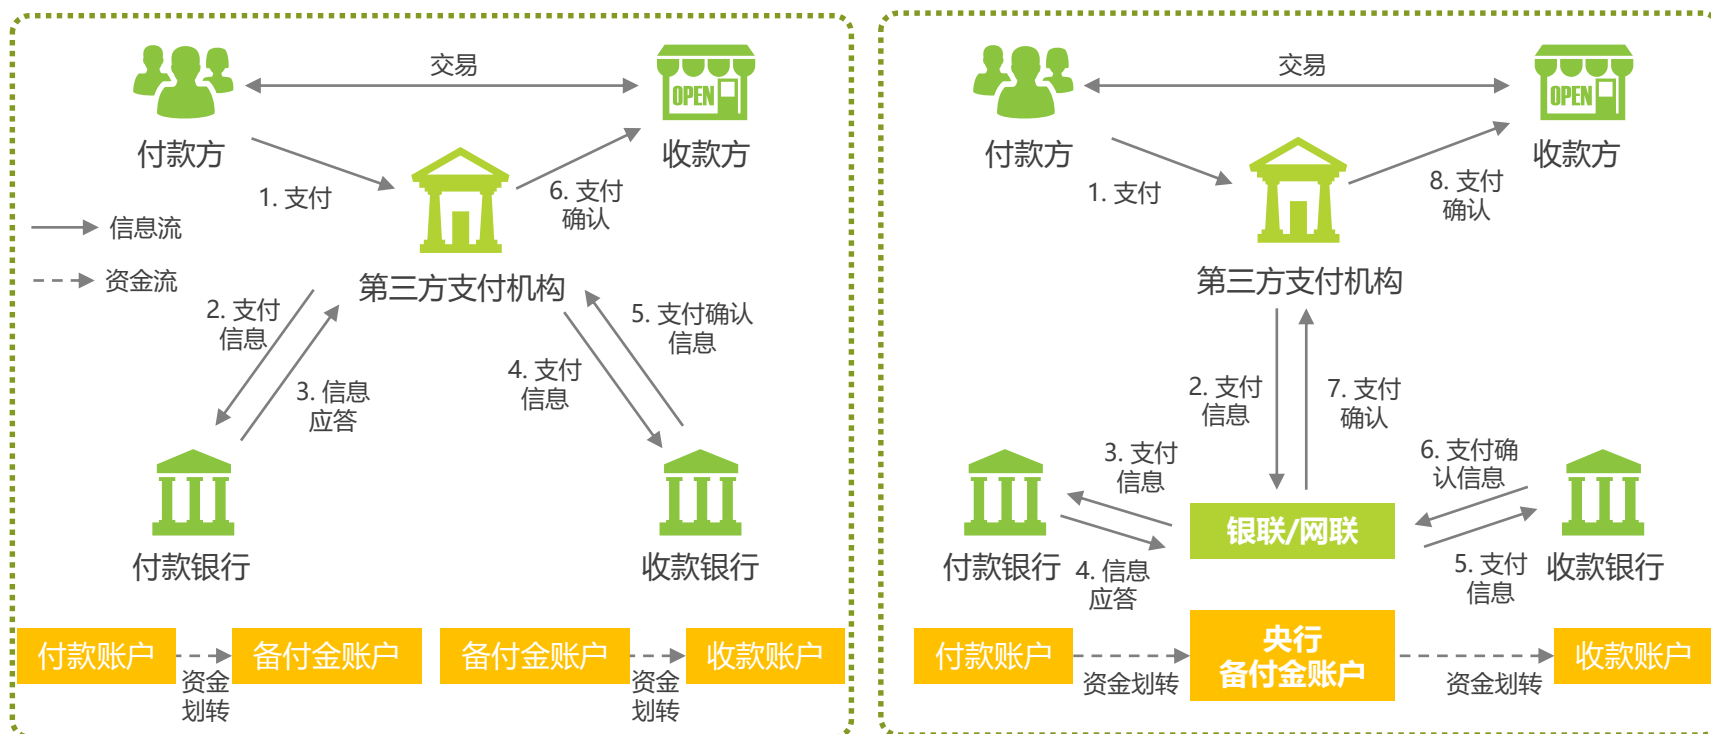 交易
OPEN
付款方
收款方
1. 支付
6. 支付
确认
信息流
资金流
第三方支付机构
2. 支付
信息
3. 信息
应答
5. 支付确认
信息
4. 支付
信息
付款银行
收款银行
付款账户
资金
划转
备付金账户
备付金账户
资金
划转
收款账户
交易
OPEN
付款方
收款方
1. 支付
8. 支付
确认
第三方支付机构
2. 支付
信息
7. 支付
确认
3. 支付
信息
6. 支付确
认信息
银联/网联
付款银行
4. 信息
应答
5. 支付
信息
收款银行
付款账户
资金划转
央行
备付金账户
资金划转
收款账户